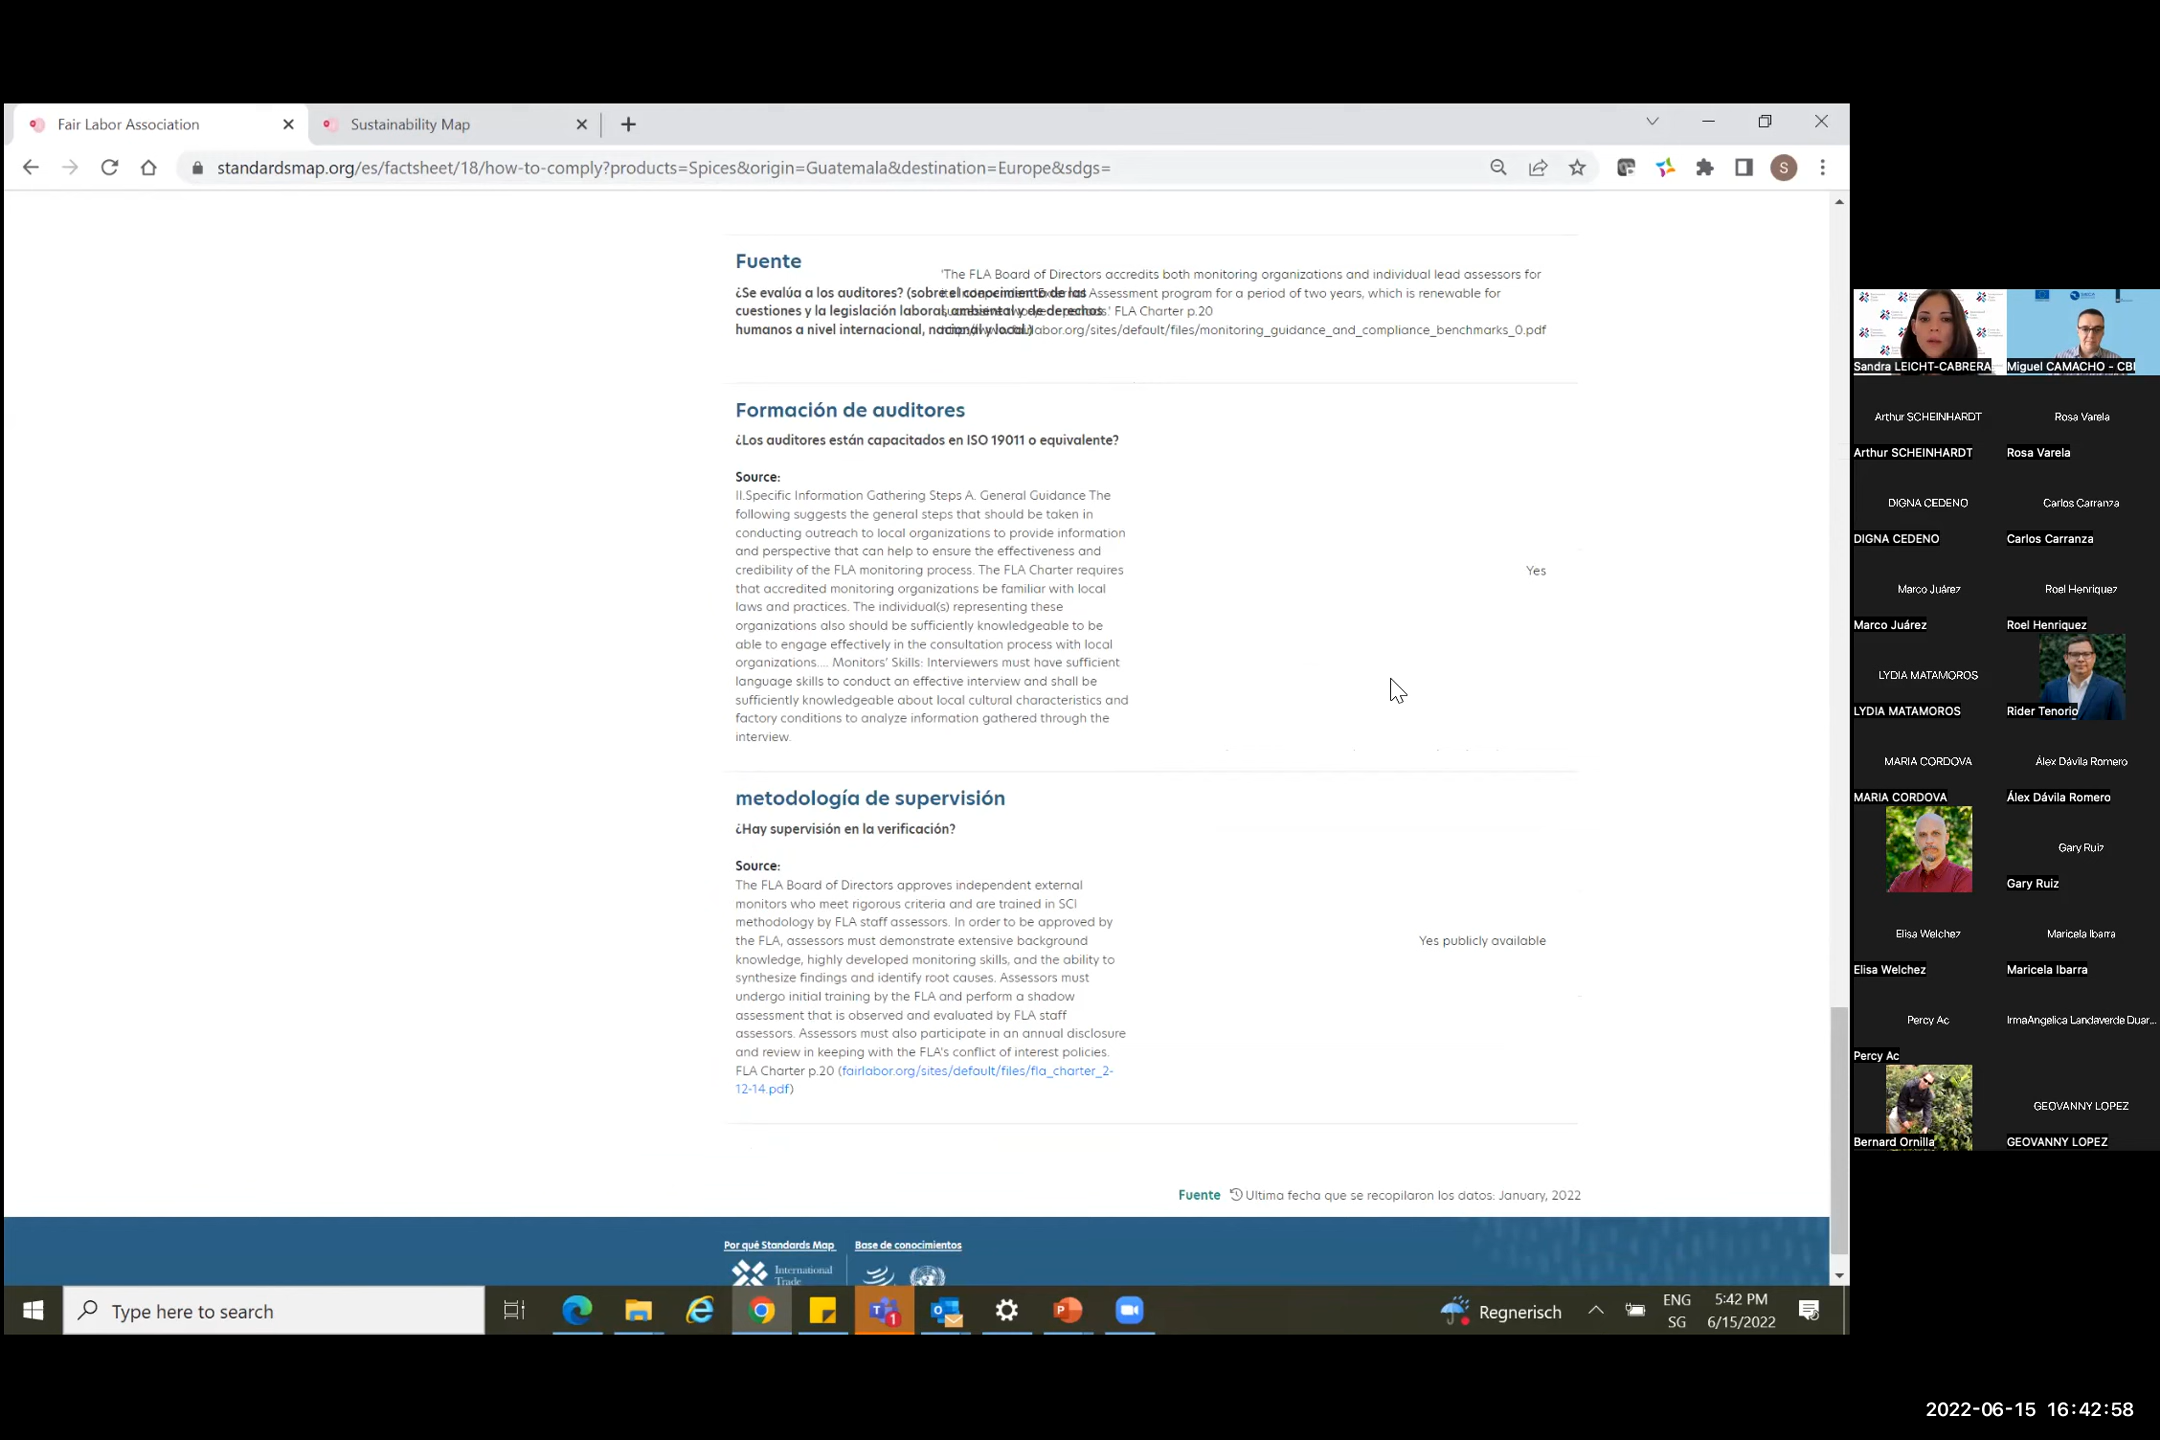 Fair Labor Association
Sustainability Map
standardsmap.org/es/factsheet/18/how-to-comply?products=Spices&origin=Guatemala&destination=Europe&sdgs=
S
Fuente
'The FLA Board of Directors accredits both monitoring organizations and individual lead assessors for
¿Se evalúa a los auditores? (sobre el conocimiento de las
Assessment program for a period of two years, which is renewable for
cuestiones y la legislación laboral, ambiental y de derechos
FLA Charter p.20
humanos a nivel internacional, nacional y local.)
labor.org/sites/default/files/monitoring_guidance_and_compliance_benchmarks_0.pdf
Formación de auditores
¿Los auditores están capacitados en ISO 19011 o equivalente?
Source:
II.Specific Information Gathering Steps A. General Guidance The
following suggests the general steps that should be taken in
conducting outreach to local organizations to provide information
and perspective that can help to ensure the effectiveness and
credibility of the FLA monitoring process. The FLA Charter requires
that accredited monitoring organizations be familiar with local
laws and practices. The individual(s) representing these
organizations also should be sufficiently knowledgeable to be
able to engage effectively in the consultation process with local
organizations.... Monitors' Skills: Interviewers must have sufficient
language skills to conduct an effective interview and shall be
sufficiently knowledgeable about local cultural characteristics and
factory conditions to analyze information gathered through the
interview.
Yes
metodología de supervisión
¿Hay supervisión en la verificación?
Source:
The FLA Board of Directors approves independent external
monitors who meet rigorous criteria and are trained in SCI
methodology by FLA staff assessors. In order to be approved by
the FLA, assessors must demonstrate extensive background
knowledge, highly developed monitoring skills, and the ability to
synthesize findings and identify root causes. Assessors must
undergo initial training by the FLA and perform a shadow
assessment that is observed and evaluated by FLA staff
assessors. Assessors must also participate in an annual disclosure
and review in keeping with the FLA's conflict of interest policies.
FLA Charter p.20 (fairlabor.org/sites/default/files/fla_charter_2-
12-14.pdf)
Yes publicly available
Fuente Ultima fecha que se recopilaron los datos: January, 2022
Por qué Standards Map
Base de conocimientos
International
Trade
Type here to search
1
Regnerisch
ENG
SG
5:42 PM
6/15/2022
Sandra LEICHT-CABRERA
Miguel CAMACHO - CBI
Arthur SCHEINHARDT
Rosa Varela
Arthur SCHEINHARDT
Rosa Varela
DIGNA CEDENO
Carlos Carranza
DIGNA CEDENO
Carlos Carranza
Marco Juárez
Roel Henriquez
Marco Juárez
Roel Henriquez
LYDIA MATAMOROS
LYDIA MATAMOROS
Rider Tenorio
MARIA CORDOVA
Álex Dávila Romero
MARIA CORDOVA
Álex Dávila Romero
Gary Ruiz
Gary Ruiz
Elisa Welchez
Maricela Ibarra
Elisa Welchez
Maricela Ibarra
Percy Ac
IrmaAngelica Landaverde Duar...
Percy Ac
GEOVANNY LOPEZ
Bernard Ornilla
GEOVANNY LOPEZ
2022-06-15 16:42:58